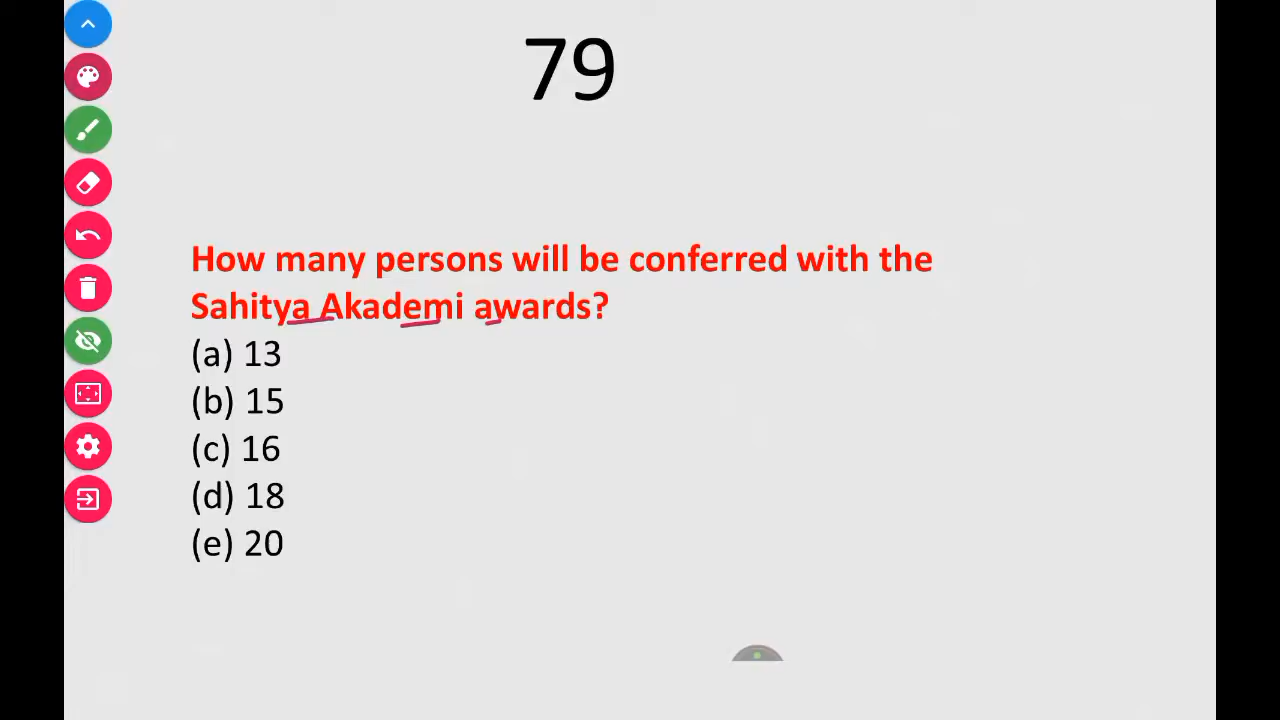 79
How many persons will be conferred with the
Sahitya Akademi awards?
(a) 13
(b) 15
(c) 16
(d) 18
(e) 20